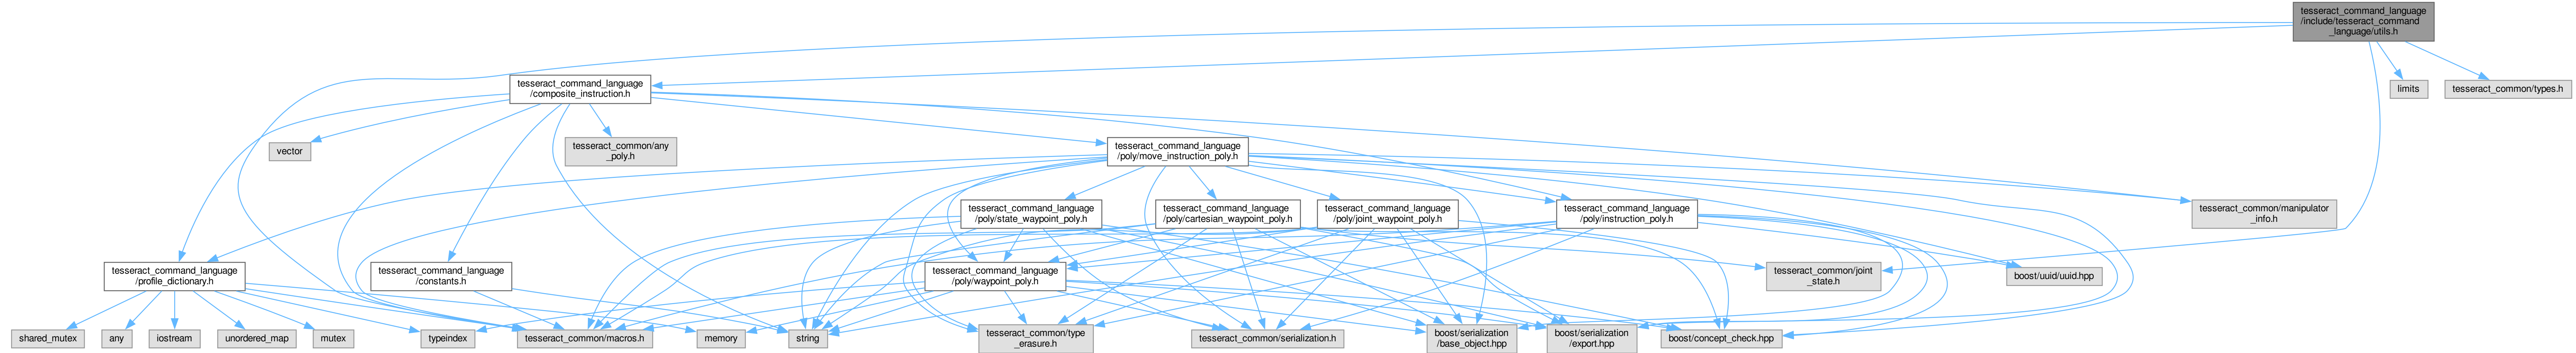 tesseract_command_language
/include/tesseract_command
_language/utils.h
tesseract_command_language
/composite_instruction.h
limits
tesseract_common/types.h
vector
tesseract_common/any
_poly.h
tesseract_command_language
/poly/move_instruction_poly.h
tesseract_command_language
/poly/state_waypoint_poly.h
tesseract_command_language
/poly/cartesian_waypoint_poly.h
tesseract_command_language
/poly/joint_waypoint_poly.h
tesseract_command_language
/poly/instruction_poly.h
tesseract_common/manipulator
_info.h
tesseract_command_language
/profile_dictionary.h
tesseract_command_language
/constants.h
tesseract_command_language
/poly/waypoint_poly.h
tesseract_common/joint
_state.h
boost/uuid/uuid.hpp
shared_mutex
any
iostream
unordered_map
mutex
typeindex
tesseract_common/macros.h
memory
string
tesseract_common/type
_erasure.h
tesseract_common/serialization.h
boost/serialization
/base_object.hpp
boost/serialization
/export.hpp
boost/concept_check.hpp